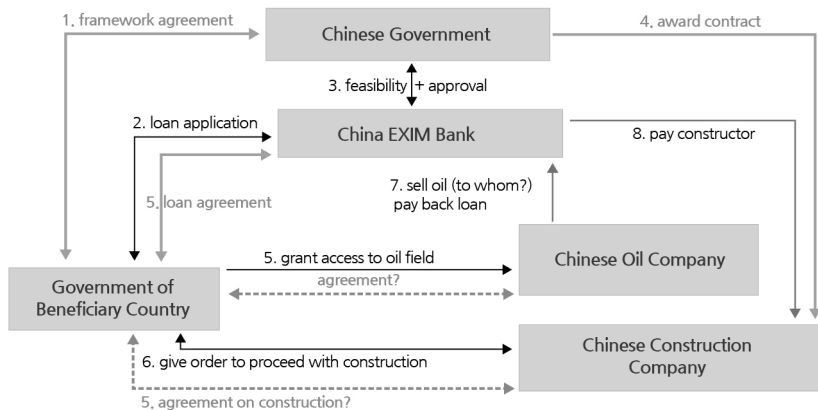 1. framework agreement
Chinese Government
4. award contract
3. feasibility + approval
2. loan application
China EXIM Bank
8. pay constructor
5. loan agreement
7. sell oil (to whom?)
pay back loan
5. grant access to oil field
agreement?
Chinese Oil Company
Government of
Beneficiary Country
6. give order to proceed with construction
Chinese Construction
Company
5. agreement on construction?